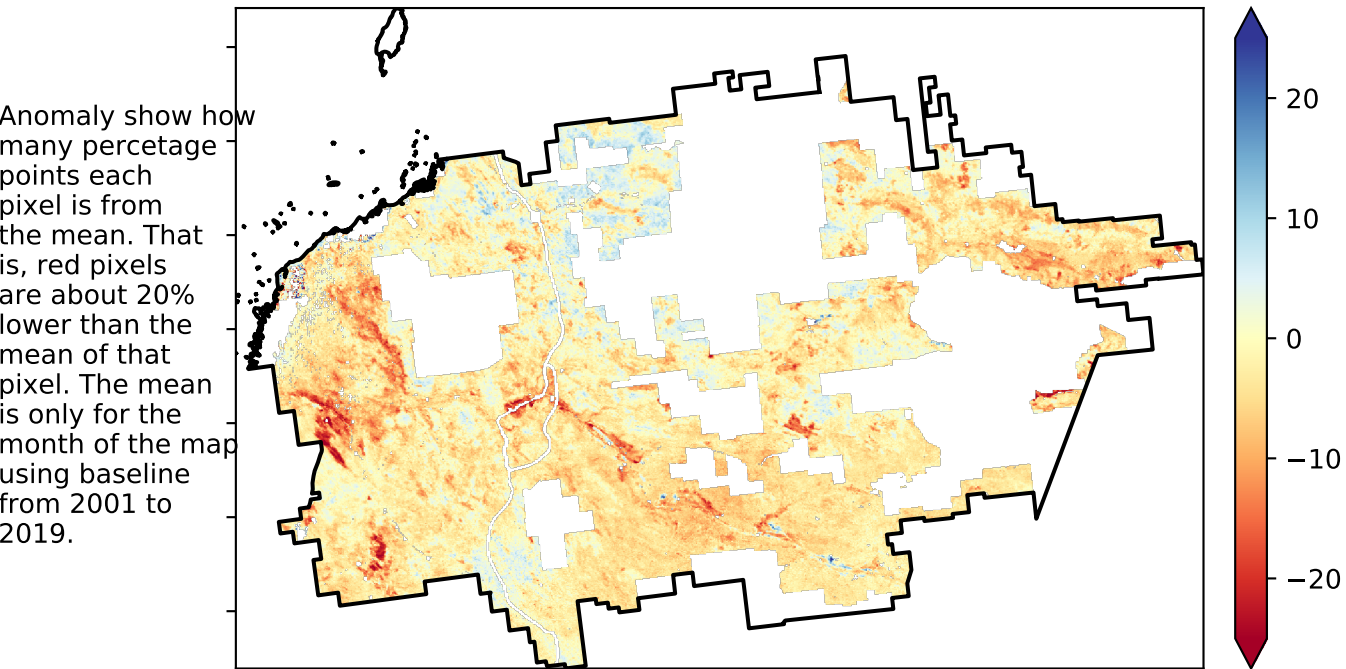 Anomaly show how
many percetage
points each
pixel is from
the mean. That
is, red pixels
are about 20%
lower than the
mean of that
pixel. The mean
is only for the
month of the map
using baseline
from 2001 to
2019.
20
10
0
−10
−20